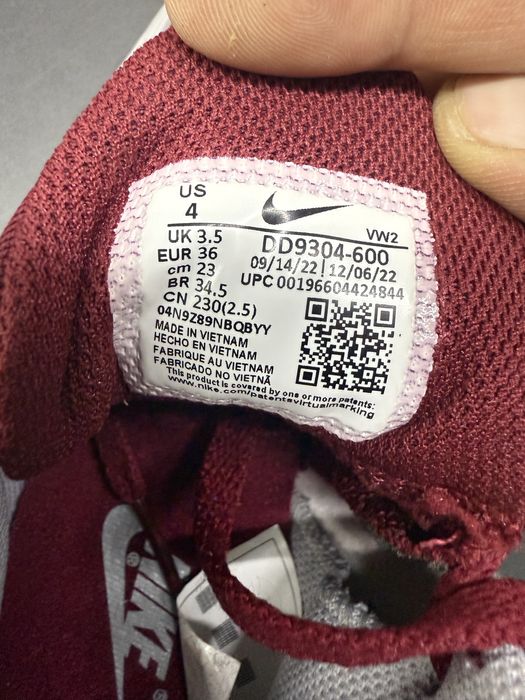 US
4
UK 3.5
EUR 36
cm 23
BR 34.5
CN 230(2.5)
04N9Z89NBQBYY
MADE IN VIETNAM
HECHO EN VIETNAM
FABRIQUE AU VIETNAM
FABRICADO NO VIETNÃ
This product is covered by one or more patents:
www.nike.com/patentsvirtualmarking
VW2
DD9304-600
09/14/22 | 12/06/22
UPC 00196604424844
NIKE